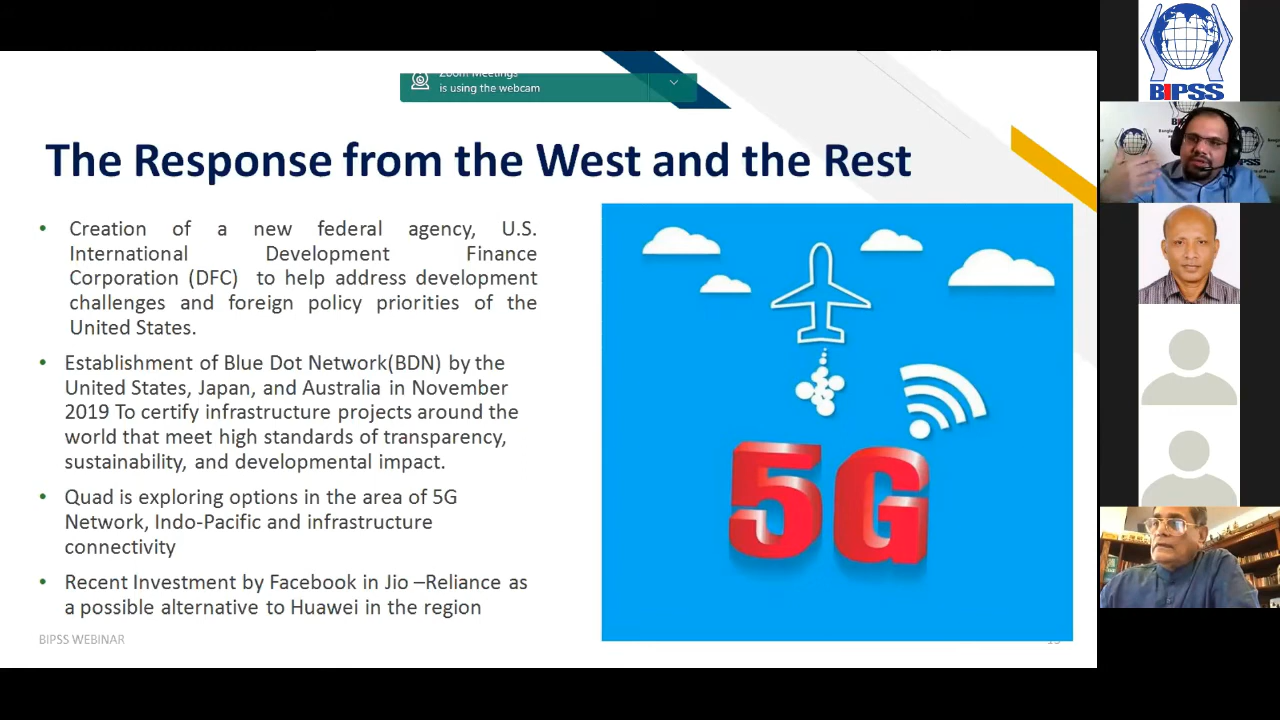 Zoom Meetings
is using the webcam
BIPSS
The Response from the West and the Rest
BIPSS
• Creation of a new federal agency, U.S.
International Development Finance
Corporation (DFC) to help address development
challenges and foreign policy priorities of the
United States.
• Establishment of Blue Dot Network(BDN) by the
United States, Japan, and Australia in November
2019 To certify infrastructure projects around the
world that meet high standards of transparency,
sustainability, and developmental impact.
• Quad is exploring options in the area of 5G
Network, Indo-Pacific and infrastructure
connectivity
• Recent Investment by Facebook in Jio –Reliance as
a possible alternative to Huawei in the region
5G
BIPSS WEBINAR